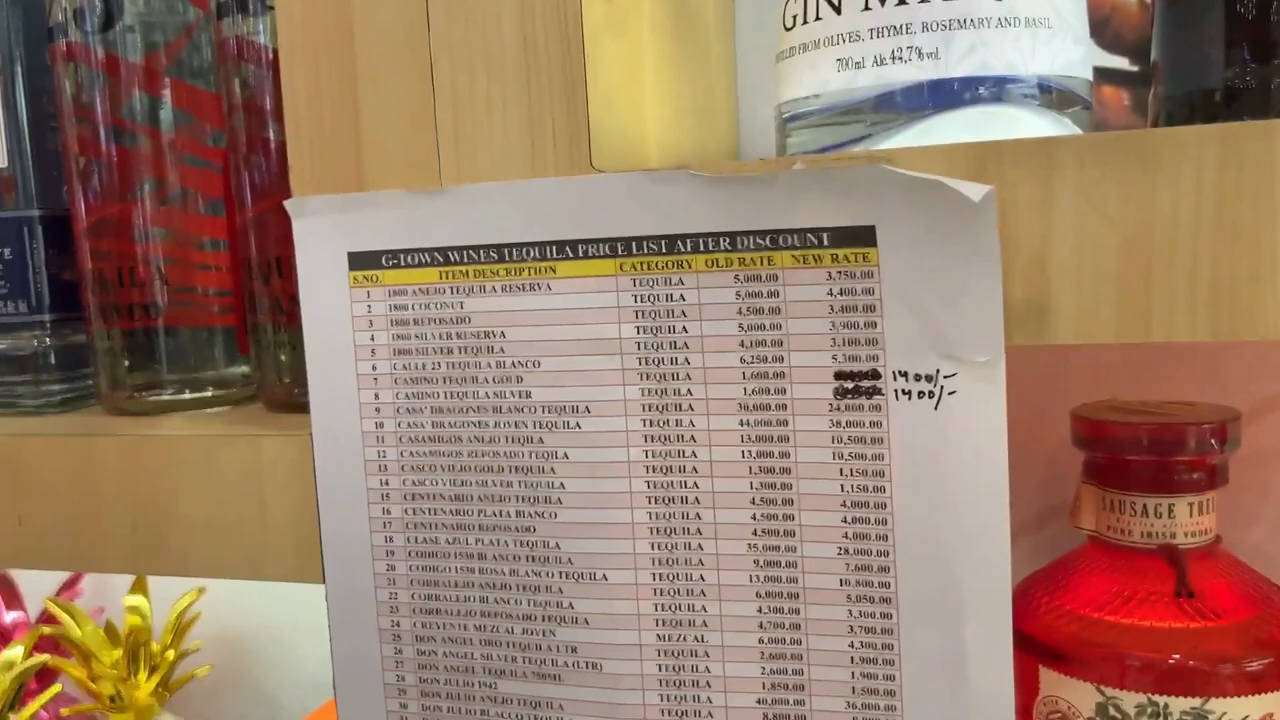 GIN
DISTILLED FROM OLIVES, THYME, ROSEMARY AND BASIL
700ml. Alc.42,7% vol.
G-TOWN WINES TEQUILA PRICE LIST AFTER DISCOUNT
S.NO. ITEM DESCRIPTION CATEGORY OLD RATE NEW RATE
1 1800 ANEJO TEQUILA RESERVA TEQUILA 5,000.00 3,750.00
2 1800 COCONUT TEQUILA 5,000.00 4,400.00
3 1800 REPOSADO TEQUILA 4,500.00 3,400.00
4 1800 SILVER RESERVA TEQUILA 5,000.00 3,900.00
5 1800 SILVER TEQUILA TEQUILA 4,100.00 3,100.00
6 CALLE 23 TEQUILA BLANCO TEQUILA 6,250.00 5,300.00
7 CAMINO TEQUILA GOLD TEQUILA 1,600.00 1400/-
8 CAMINO TEQUILA SILVER TEQUILA 1,600.00 1400/-
9 CASA' DRAGONES BLANCO TEQUILA TEQUILA 30,000.00 24,000.00
10 CASA' DRAGONES JOVEN TEQUILA TEQUILA 44,000.00 38,000.00
11 CASAMIGOS ANEJO TEQILA TEQUILA 13,000.00 10,500.00
12 CASAMIGOS REPOSADO TEQUILA TEQUILA 13,000.00 10,500.00
13 CASCO VIEJO GOLD TEQUILA TEQUILA 1,300.00 1,150.00
14 CASCO VIEJO SILVER TEQUILA TEQUILA 1,300.00 1,150.00
15 CENTENARIO ANEJO TEQUILA TEQUILA 4,500.00 4,000.00
16 CENTENARIO PLATA BIANCO TEQUILA 4,500.00 4,000.00
17 CENTENARIO REPOSADO TEQUILA 4,500.00 4,000.00
18 CLASE AZUL PLATA TEQUILA TEQUILA 35,000.00 28,000.00
19 CODIGO 1530 BLANCO TEQUILA TEQUILA 9,000.00 7,600.00
20 CODIGO 1530 ROSA BLANCO TEQUILA TEQUILA 13,000.00 10,800.00
21 CORRALEJO ANEJO TEQUILA TEQUILA 6,000.00 5,050.00
22 CORRALEJO BLANCO TEQUILA TEQUILA 4,300.00 3,300.00
23 CORRALEJO REPOSADO TEQUILA TEQUILA 4,700.00 3,700.00
24 CREYENTE MEZCAL JOVEN MEZCAL 6,000.00 4,300.00
25 DON ANGEL ORO TEQUILA LTR TEQUILA 2,600.00 1,900.00
26 DON ANGEL SILVER TEQUILA (LTR) TEQUILA 2,600.00 1,900.00
27 DON ANGEL TEQUILA 750ML TEQUILA 1,850.00 1,500.00
28 DON JULIO 1942 TEQUILA 40,000.00 36,000.00
29 DON JULIO ANEJO TEQUILA TEQUILA 8,800.00
30 DON JULIO BLACCO TEQUILA
31
SAUSAGE TREE
PURE IRISH VODKA